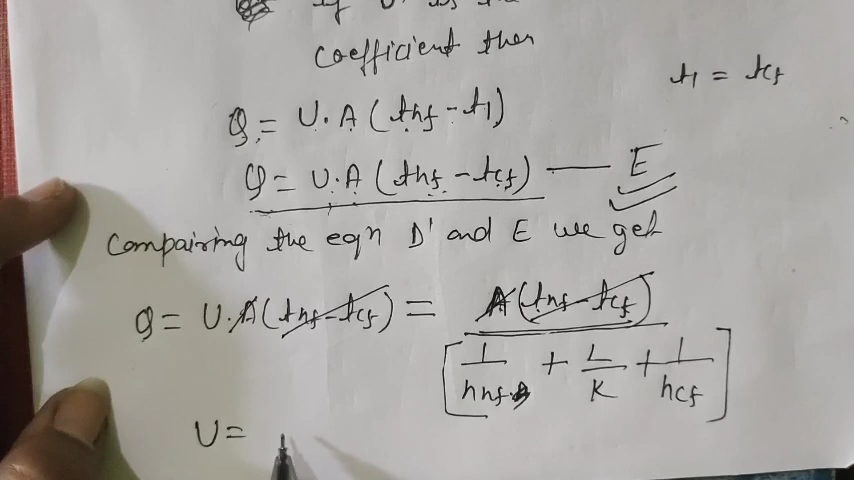 coefficient then
t1 = tcf
Q = U.A (thf - t1)
Q = U.A (thf - tcf) — E
Compairing the eqn D' and E we get
Q = U.A (thf - tcf) = A (thf - tcf) / [1/hhf + L/K + 1/hcf]
U =